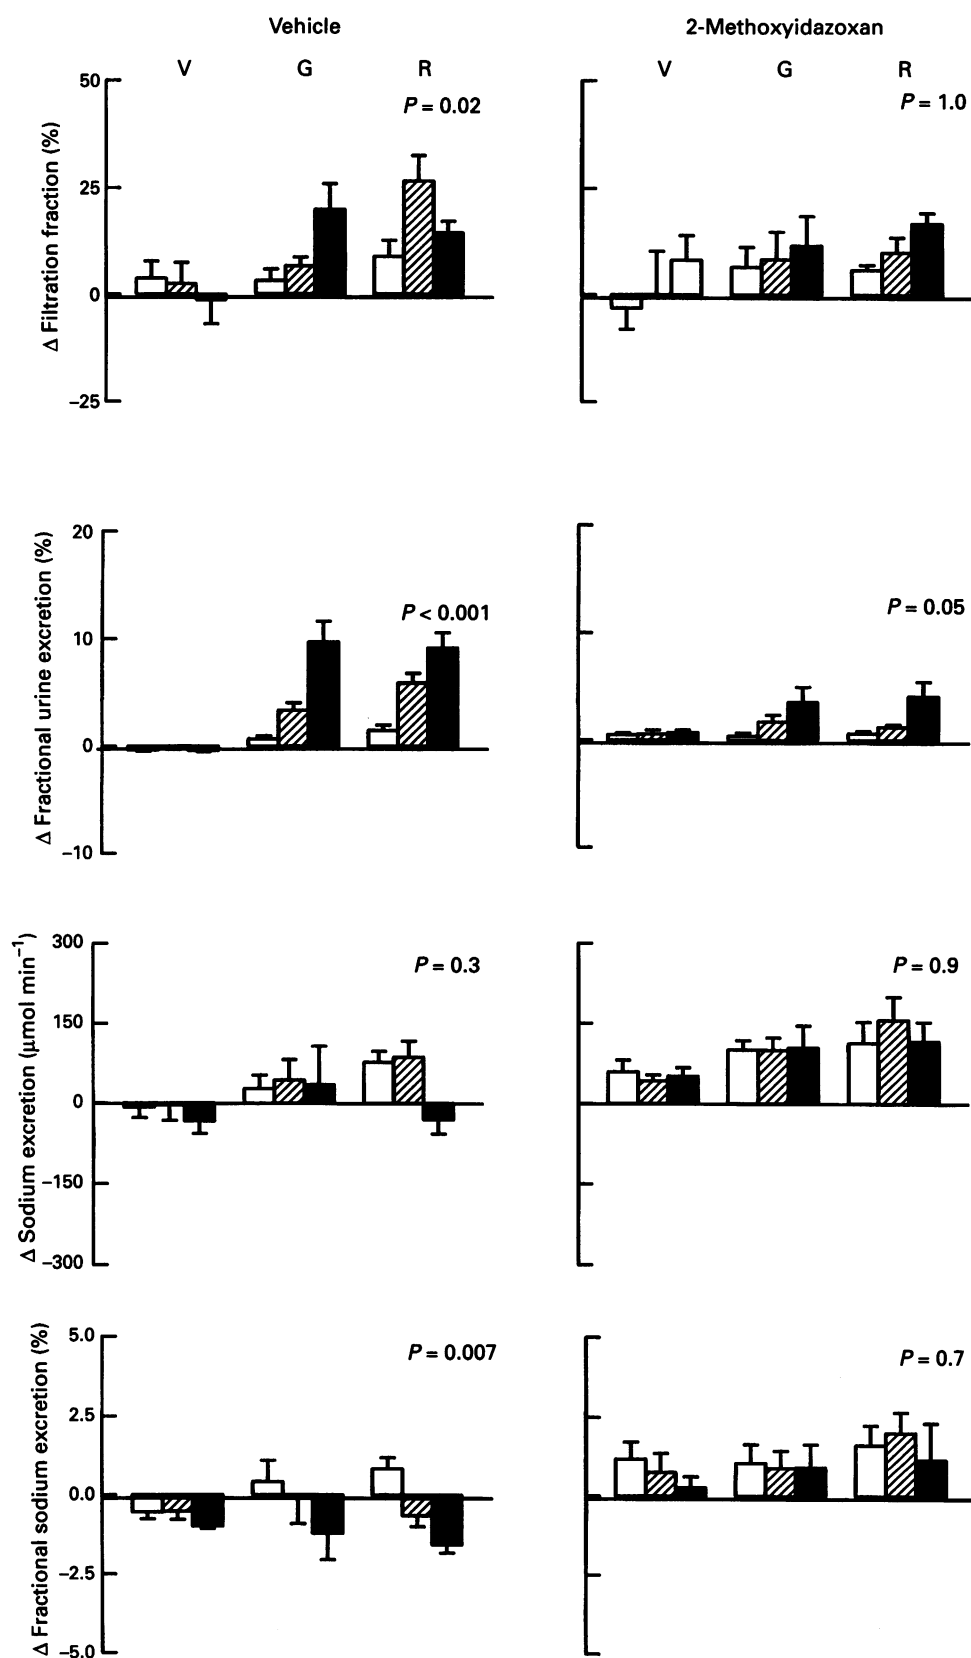 Vehicle
2-Methoxyidazoxan
V G R
V G R
Δ Filtration fraction (%)
50
25
0
–25
P = 0.02
P = 1.0
Δ Fractional urine excretion (%)
20
10
0
–10
P < 0.001
P = 0.05
Δ Sodium excretion (μmol min⁻¹)
300
150
0
–150
–300
P = 0.3
P = 0.9
Δ Fractional sodium excretion (%)
5.0
2.5
0.0
–2.5
–5.0
P = 0.007
P = 0.7